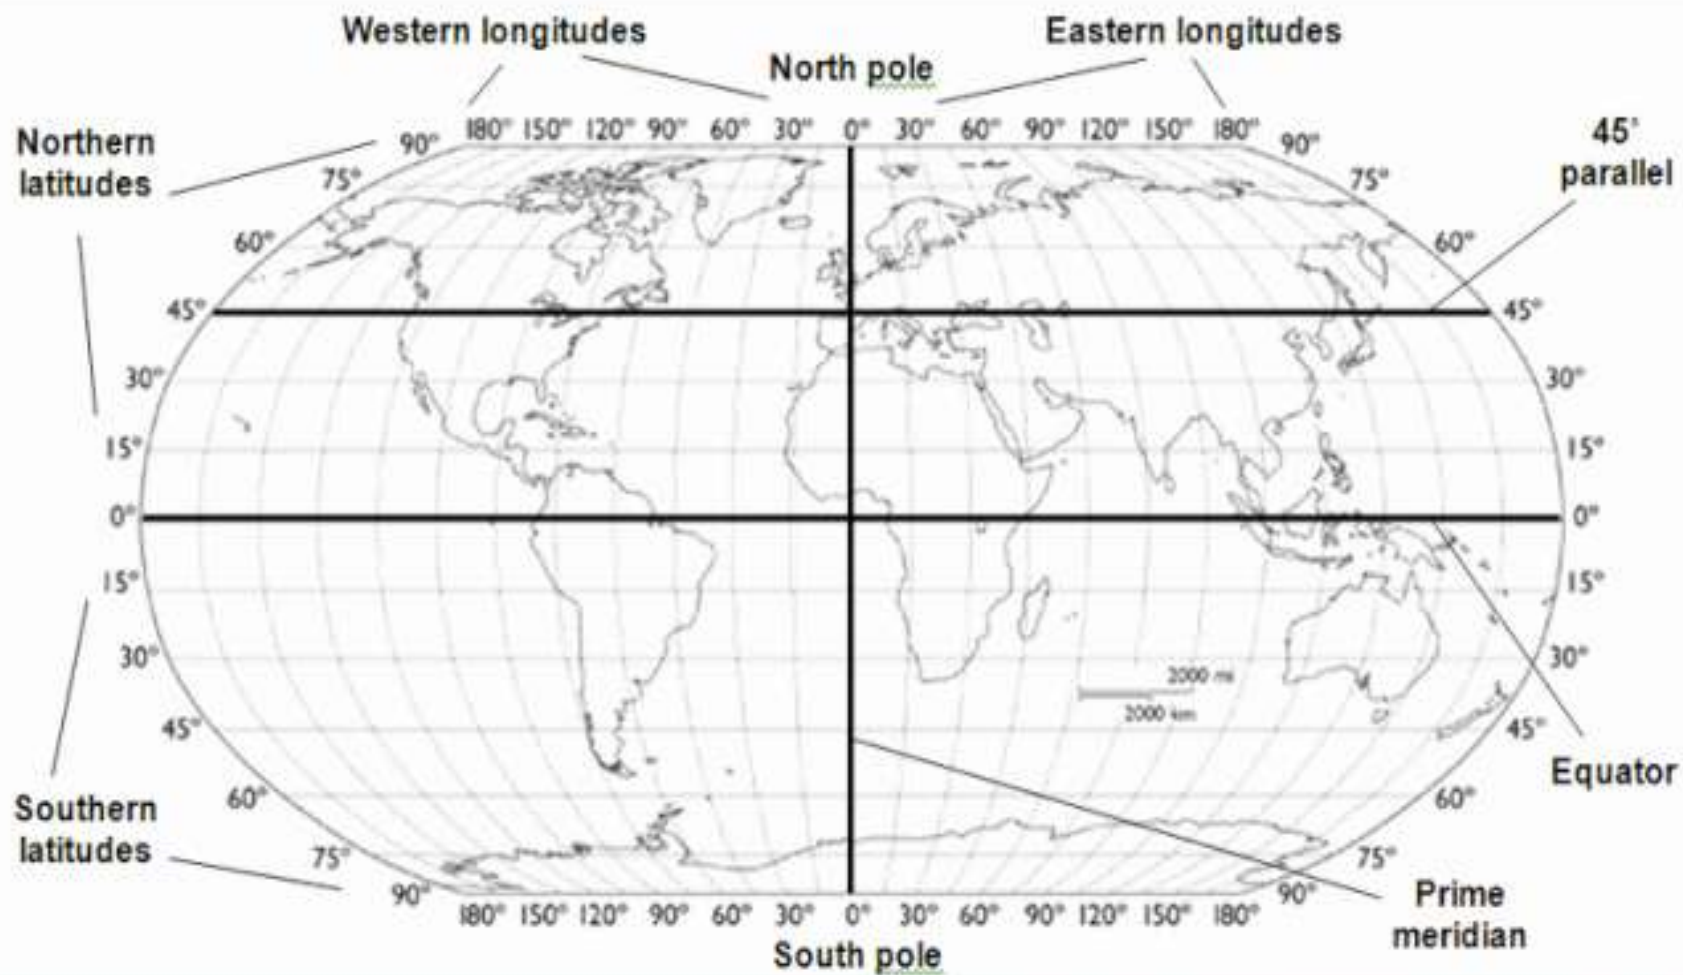 Western longitudes
Eastern longitudes
North pole
Northern
latitudes
45°
parallel
180° 150° 120° 90° 60° 30° 0° 30° 60° 90° 120° 150° 180°
90° 90°
75° 75°
60° 60°
45° 45°
30° 30°
15° 15°
0° 0°
15° 15°
30° 30°
2000 mi
2000 km
45° 45°
Equator
60° 60°
Southern
latitudes
75° 75°
90° 90°
Prime
meridian
180° 150° 120° 90° 60° 30° 0° 30° 60° 90° 120° 150° 180°
South pole